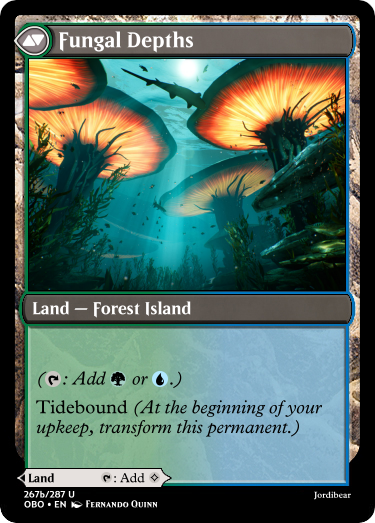 Fungal Depths
Land — Forest Island
(: Add or .)
Tidebound (At the beginning of your
upkeep, transform this permanent.)
Land : Add
267b/287 U
OBO • EN Fernando Quinn
Jordibear